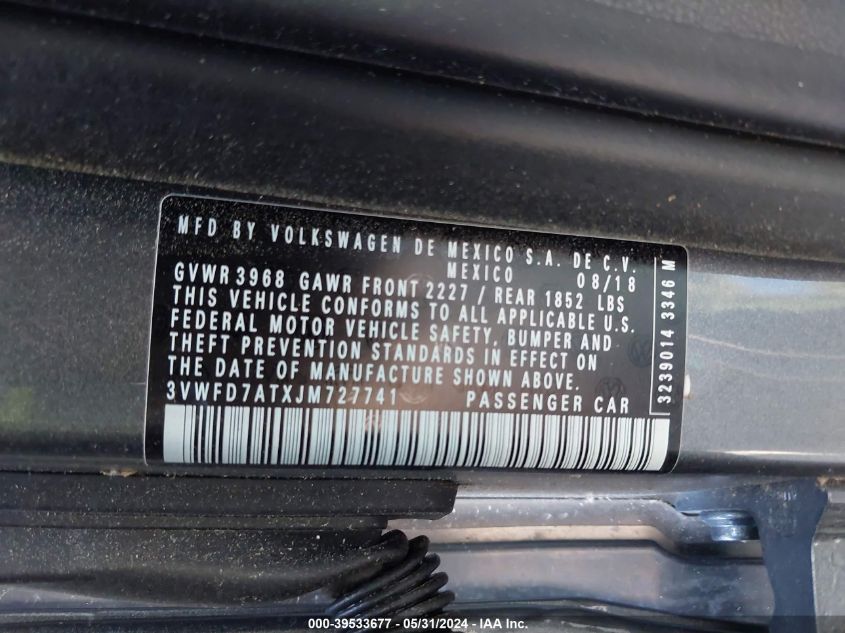 MFD BY VOLKSWAGEN DE MEXICO S.A. DE C.V.
MEXICO 08/18
GVWR 3968 GAWR FRONT 2227 / REAR 1852 LBS
THIS VEHICLE CONFORMS TO ALL APPLICABLE U.S.
FEDERAL MOTOR VEHICLE SAFETY, BUMPER AND
THEFT PREVENTION STANDARDS IN EFFECT ON
THE DATE OF MANUFACTURE SHOWN ABOVE.
3VWFD7ATXJM727741 PASSENGER CAR
3239014 3346 M
000-39533677 - 05/31/2024 - IAA Inc.